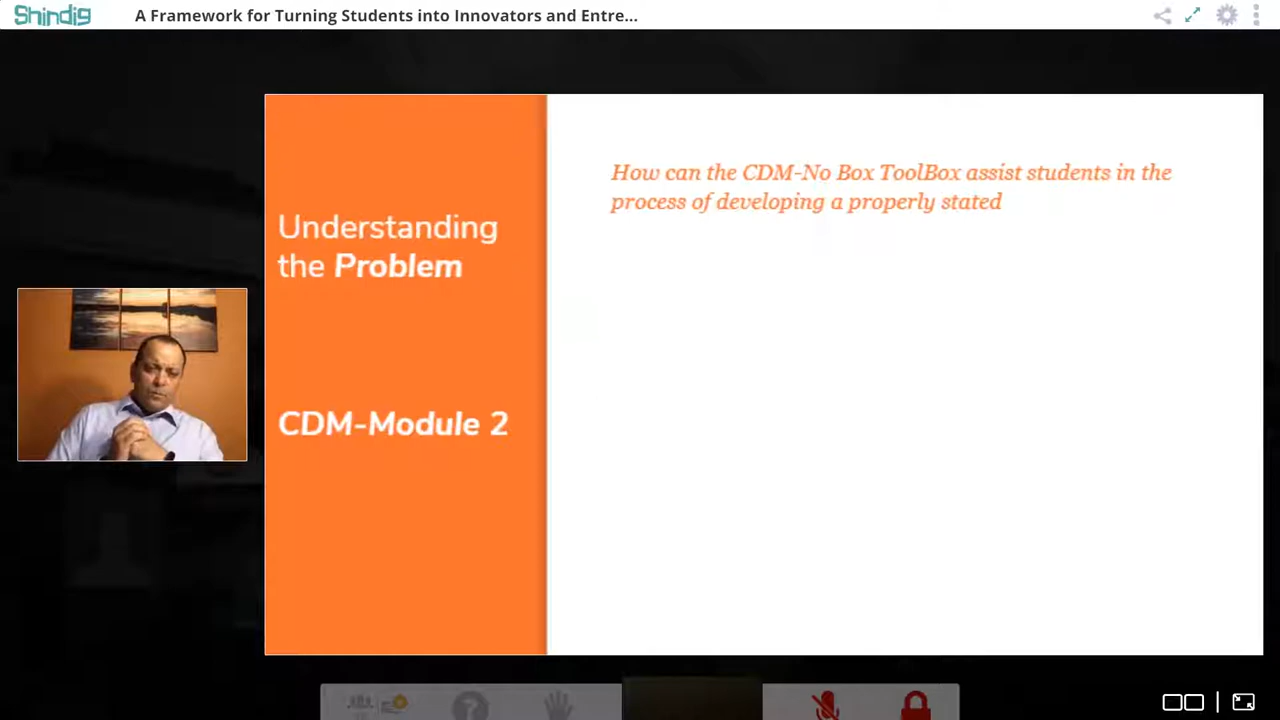 Shindig
A Framework for Turning Students into Innovators and Entre...
How can the CDM-No Box ToolBox assist students in the
process of developing a properly stated
Understanding
the Problem
CDM-Module 2